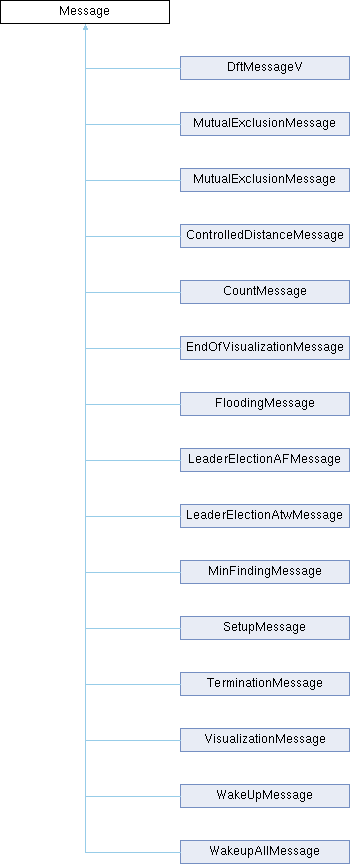 Message
DftMessageV
MutualExclusionMessage
MutualExclusionMessage
ControlledDistanceMessage
CountMessage
EndOfVisualizationMessage
FloodingMessage
LeaderElectionAFMessage
LeaderElectionAtwMessage
MinFindingMessage
SetupMessage
TerminationMessage
VisualizationMessage
WakeUpMessage
WakeupAllMessage